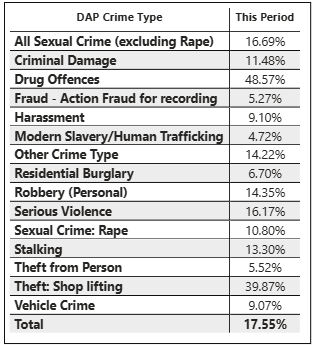 DAP Crime Type This Period
All Sexual Crime (excluding Rape) 16.69%
Criminal Damage 11.48%
Drug Offences 48.57%
Fraud - Action Fraud for recording 5.27%
Harassment 9.10%
Modern Slavery/Human Trafficking 4.72%
Other Crime Type 14.22%
Residential Burglary 6.70%
Robbery (Personal) 14.35%
Serious Violence 16.17%
Sexual Crime: Rape 10.80%
Stalking 13.30%
Theft from Person 5.52%
Theft: Shop lifting 39.87%
Vehicle Crime 9.07%
Total 17.55%